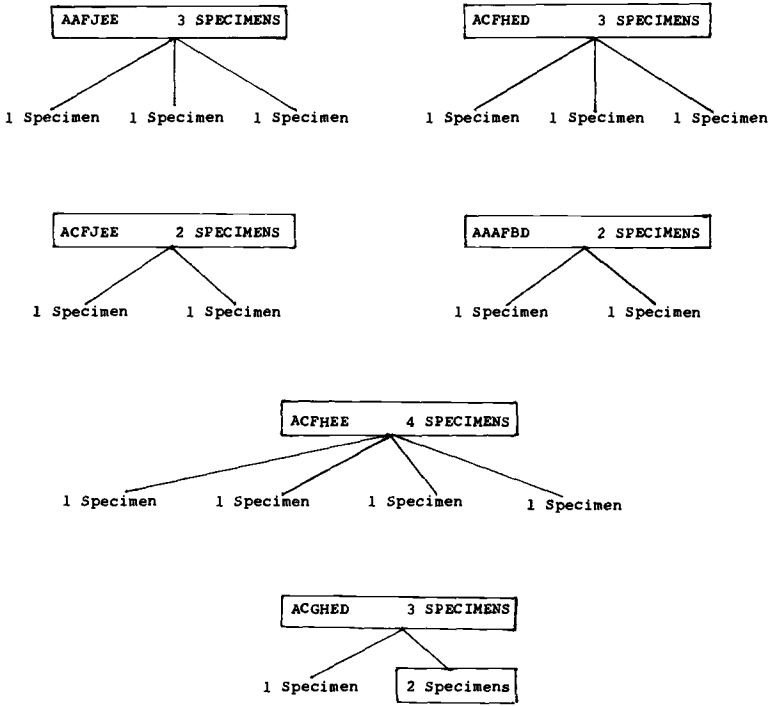 AAFJEE 3 SPECIMENS
ACFHED 3 SPECIMENS
1 Specimen 1 Specimen 1 Specimen
1 Specimen 1 Specimen 1 Specimen
ACFJEE 2 SPECIMENS
AAAFBD 2 SPECIMENS
1 Specimen 1 Specimen
1 Specimen 1 Specimen
ACFHEE 4 SPECIMENS
1 Specimen 1 Specimen 1 Specimen 1 Specimen
ACGHED 3 SPECIMENS
1 Specimen 2 Specimens